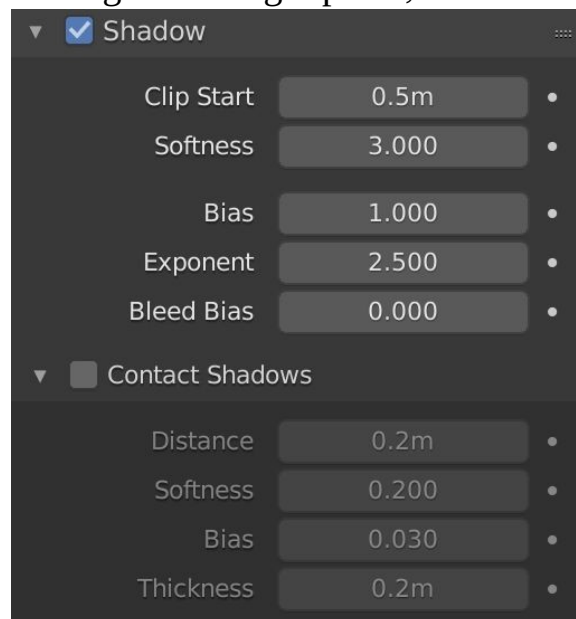 Shadow
Clip Start 0.5m
Softness 3.000
Bias 1.000
Exponent 2.500
Bleed Bias 0.000
Contact Shadows
Distance 0.2m
Softness 0.200
Bias 0.030
Thickness 0.2m